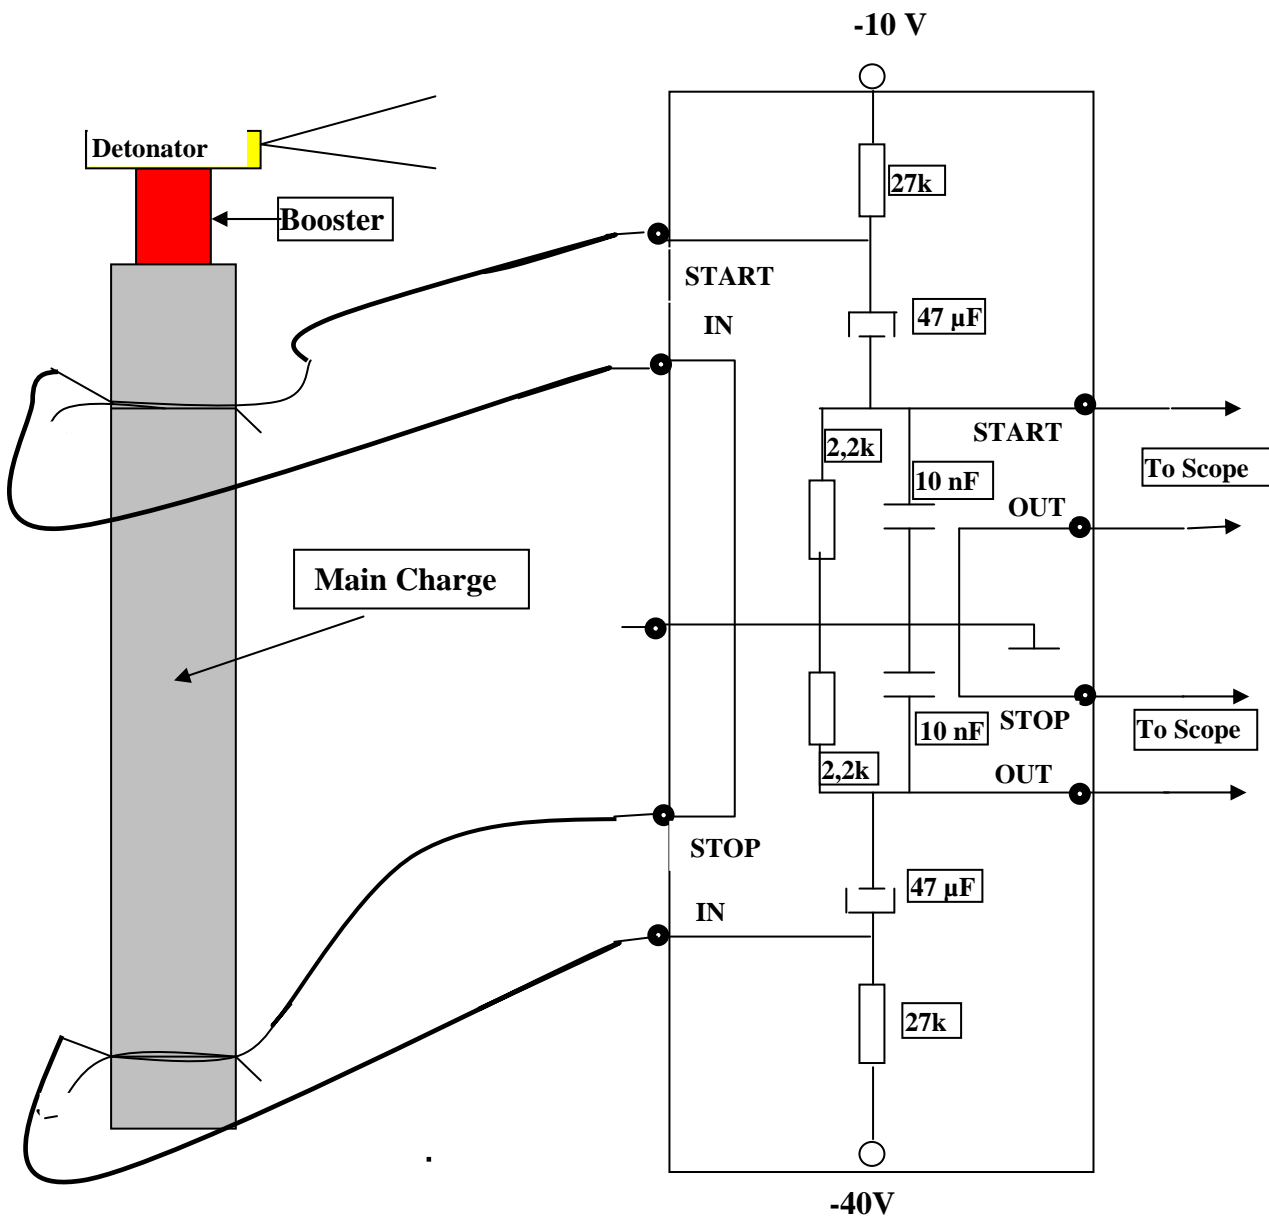 -10 V
Detonator
27k
Booster
START
IN
47 µF
START
2,2k
To Scope
10 nF
OUT
Main Charge
STOP
10 nF
To Scope
2,2k
OUT
STOP
47 µF
IN
27k
-40V